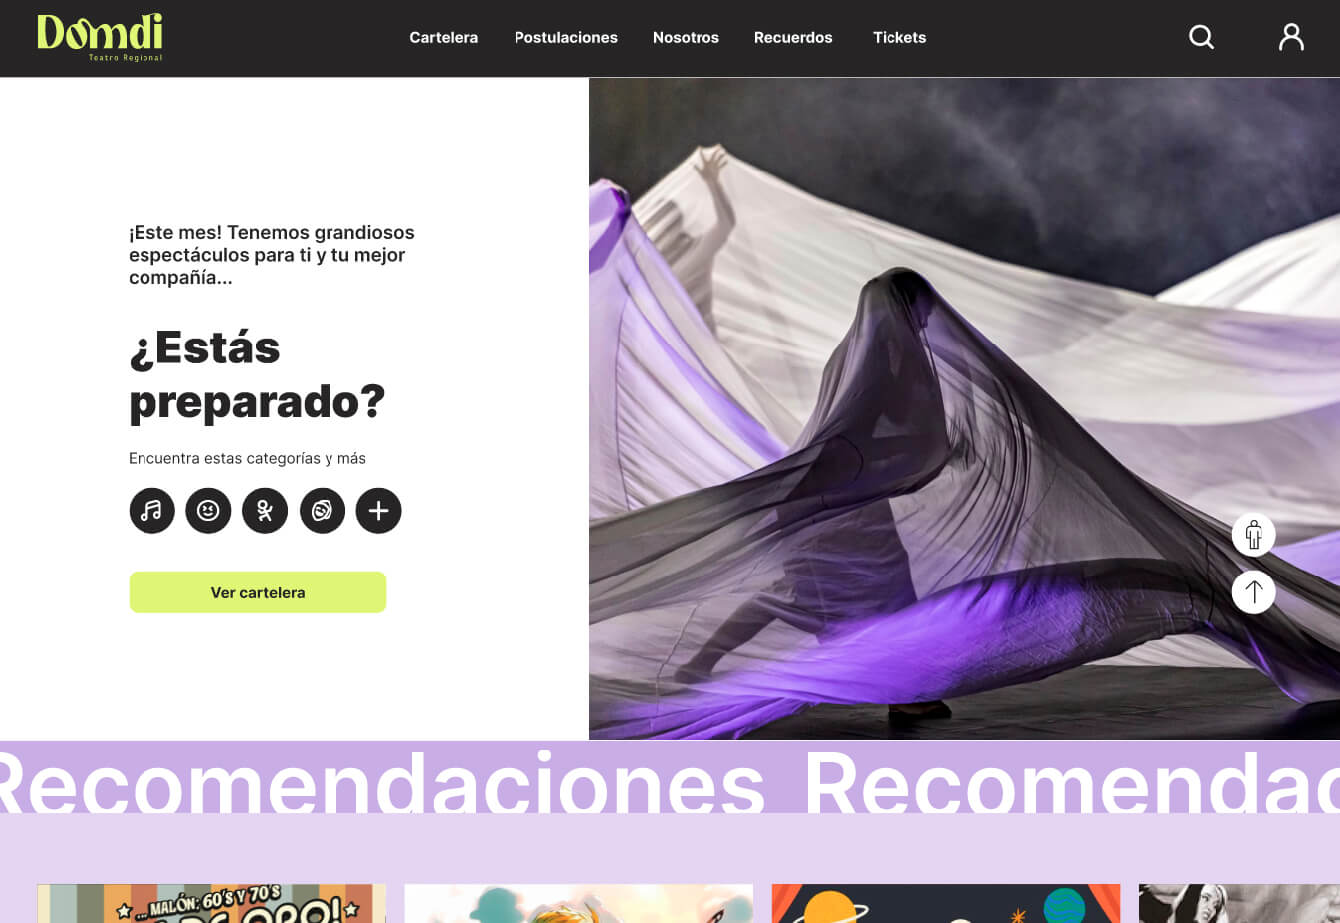 Domdi
Teatro Regional
Cartelera Postulaciones Nosotros Recuerdos Tickets
¡Este mes! Tenemos grandiosos
espectáculos para ti y tu mejor
compañía...
¿Estás
preparado?
Encuentra estas categorías y más
Ver cartelera
Recomendaciones Recomendac
... MALÓN; 60'S Y 70'S
ORO!